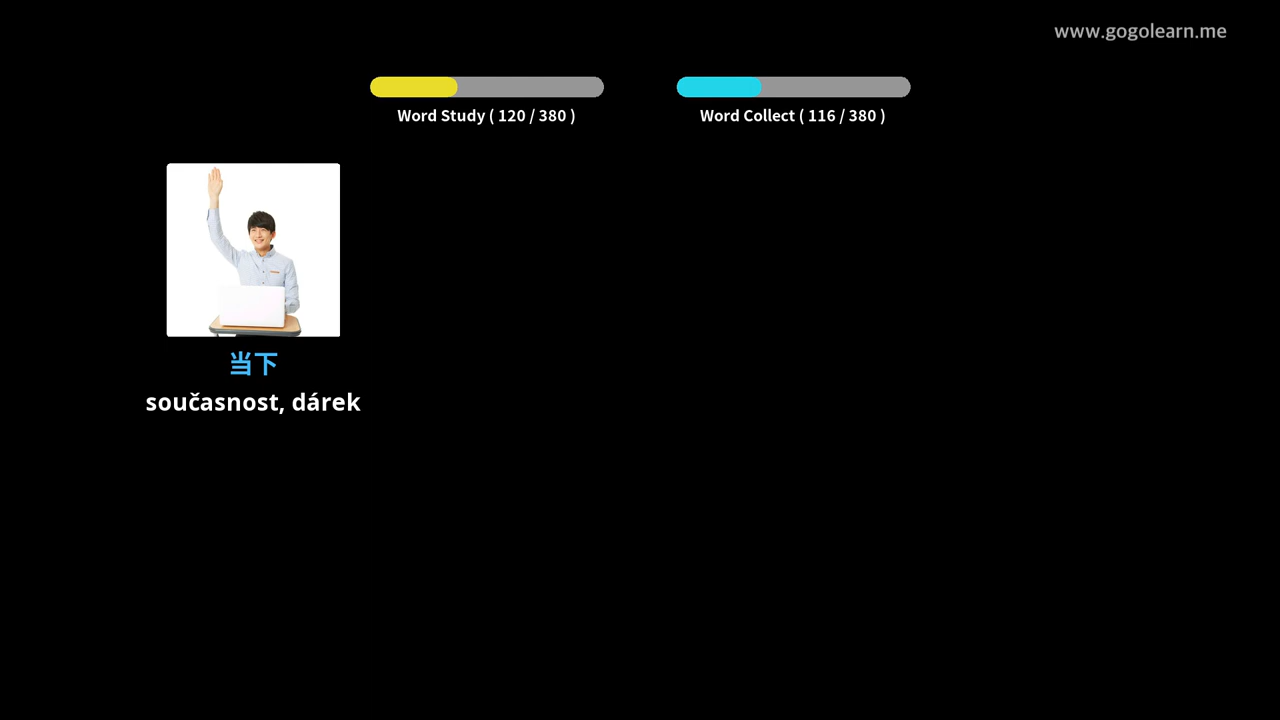 www.gogolearn.me
Word Study ( 120 / 380 )
Word Collect ( 116 / 380 )
当下
současnost, dárek